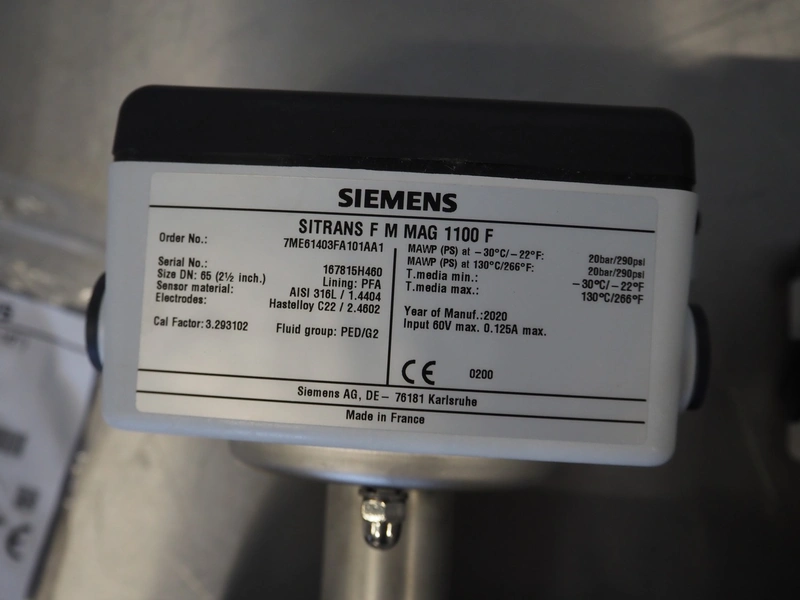 SIEMENS
SITRANS F M MAG 1100 F
Order No.: 7ME61403FA101AA1
Serial No.: 167815H460
Size DN: 65 (2½ inch.) Lining: PFA
Sensor material: AISI 316L / 1.4404
Electrodes: Hastelloy C22 / 2.4602
Cal Factor: 3.293102 Fluid group: PED/G2
MAWP (PS) at -30°C/-22°F: 20bar/290psi
MAWP (PS) at 130°C/266°F: 20bar/290psi
T.media min.: -30°C/-22°F
T.media max.: 130°C/266°F
Year of Manuf.:2020
Input 60V max. 0.125A max.
CE 0200
Siemens AG, DE- 76181 Karlsruhe
Made in France